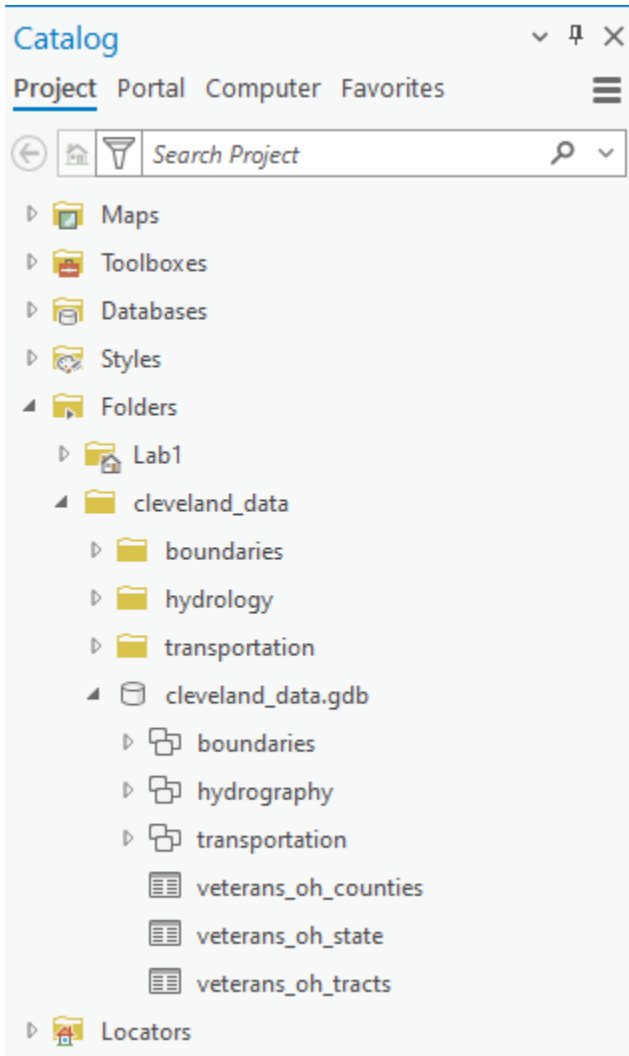 Catalog
Project Portal Computer Favorites
Search Project
Maps
Toolboxes
Databases
Styles
Folders
Lab1
cleveland_data
boundaries
hydrology
transportation
cleveland_data.gdb
boundaries
hydrography
transportation
veterans_oh_counties
veterans_oh_state
veterans_oh_tracts
Locators